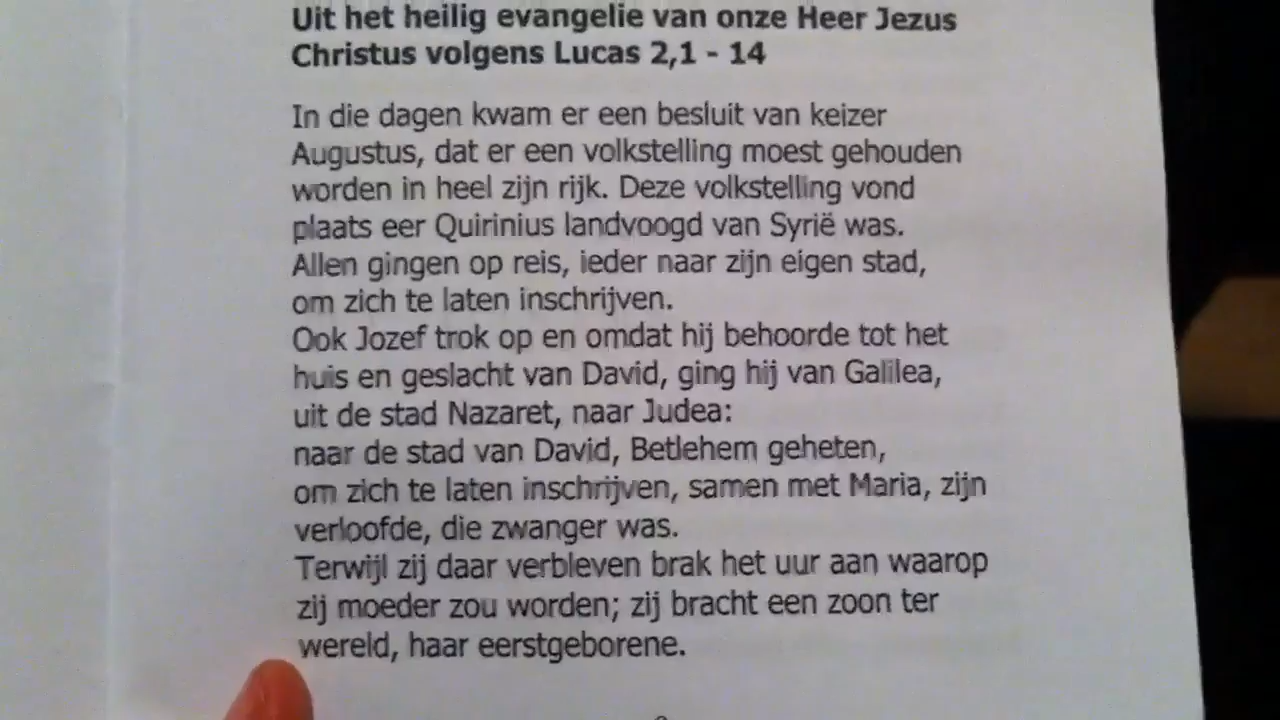 Uit het heilig evangelie van onze Heer Jezus
Christus volgens Lucas 2,1 - 14
In die dagen kwam er een besluit van keizer
Augustus, dat er een volkstelling moest gehouden
worden in heel zijn rijk. Deze volkstelling vond
plaats eer Quirinius landvoogd van Syrië was.
Allen gingen op reis, ieder naar zijn eigen stad,
om zich te laten inschrijven.
Ook Jozef trok op en omdat hij behoorde tot het
huis en geslacht van David, ging hij van Galilea,
uit de stad Nazaret, naar Judea:
naar de stad van David, Betlehem geheten,
om zich te laten inschrijven, samen met Maria, zijn
verloofde, die zwanger was.
Terwijl zij daar verbleven brak het uur aan waarop
zij moeder zou worden; zij bracht een zoon ter
wereld, haar eerstgeborene.